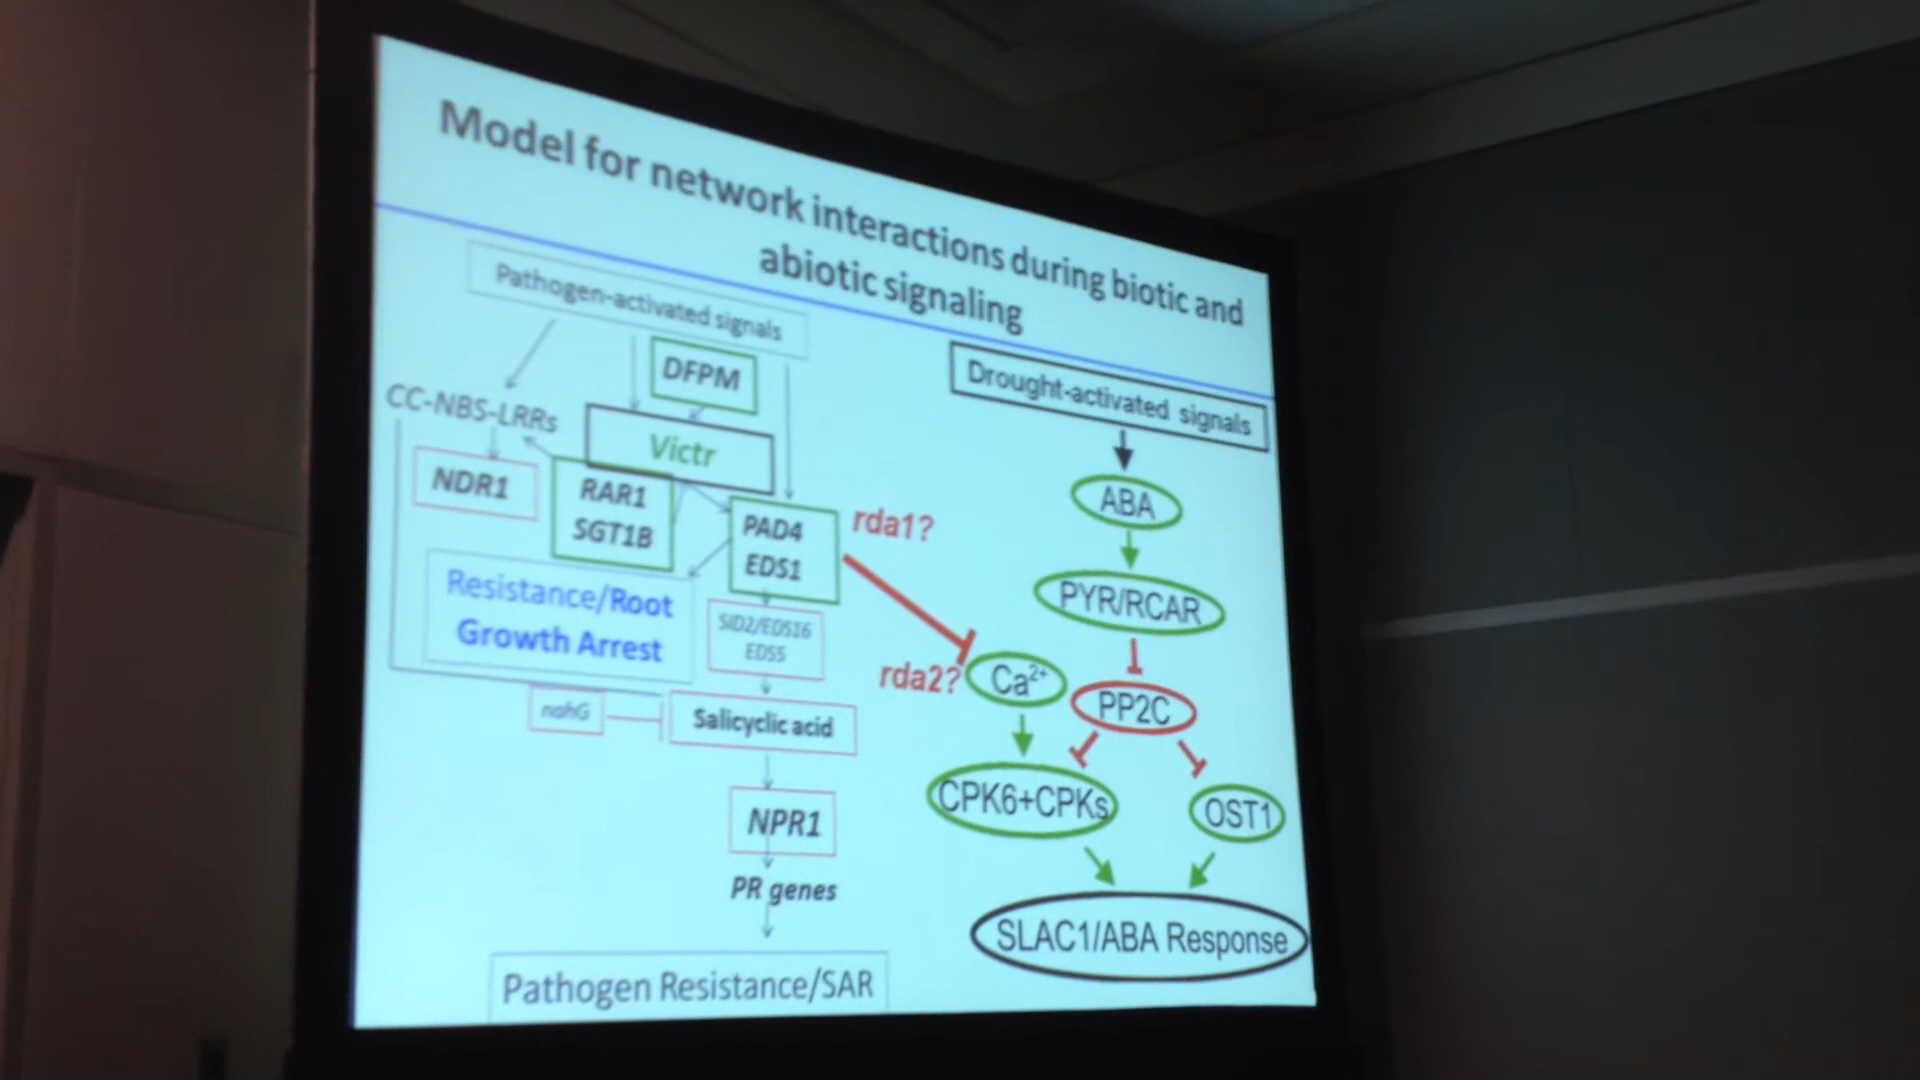 Model for network interactions during biotic and
abiotic signaling
Pathogen-activated signals
DFPM
CC-NBS-LRRs
Victr
NDR1
RAR1
SGT1B
PAD4
EDS1
Resistance/Root
Growth Arrest
SID2/EDS16
EDS5
nahG
Salicyclic acid
NPR1
PR genes
Pathogen Resistance/SAR
rda1?
rda2?
Drought-activated signals
ABA
PYR/RCAR
Ca²⁺
PP2C
CPK6+CPKs
OST1
SLAC1/ABA Response